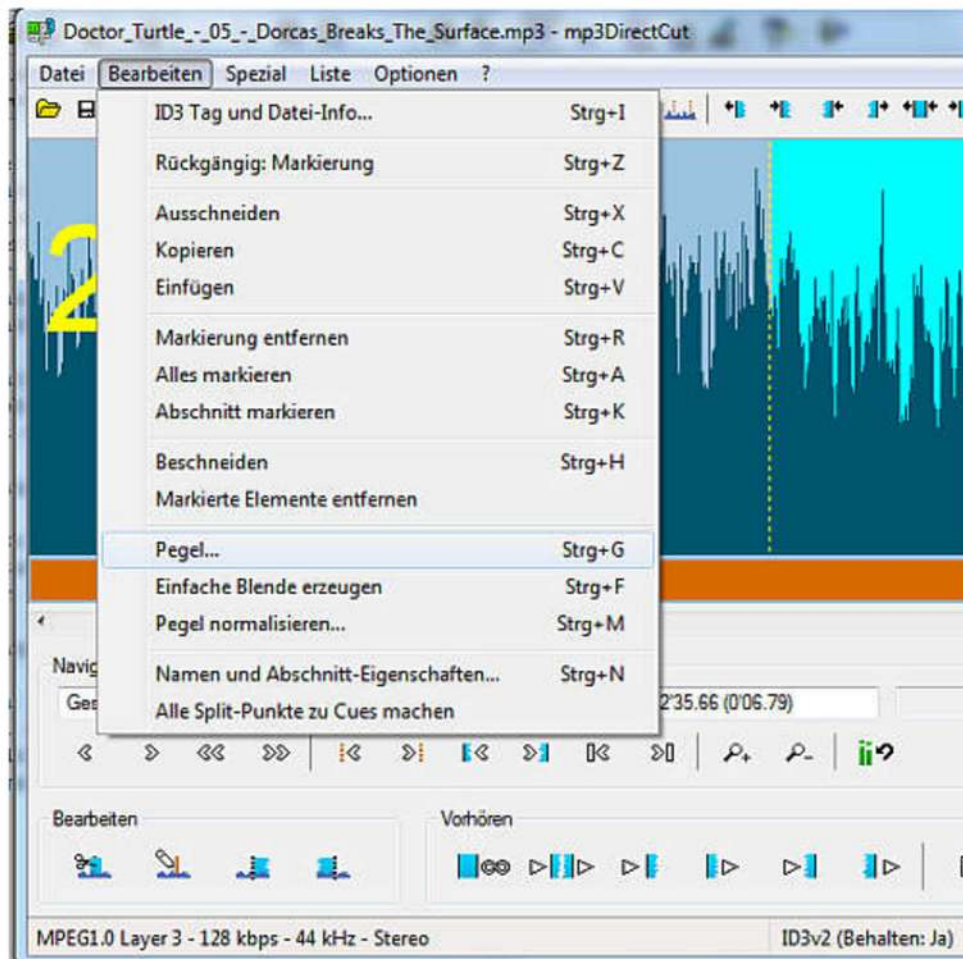 Doctor_Turtle_-_05_-_Dorcas_Breaks_The_Surface.mp3 - mp3DirectCut
Datei Bearbeiten Spezial Liste Optionen ?
ID3 Tag und Datei-Info... Strg+I
Rückgängig: Markierung Strg+Z
Ausschneiden Strg+X
Kopieren Strg+C
Einfügen Strg+V
2
Markierung entfernen Strg+R
Alles markieren Strg+A
Abschnitt markieren Strg+K
Beschneiden Strg+H
Markierte Elemente entfernen
Pegel... Strg+G
Einfache Blende erzeugen Strg+F
Pegel normalisieren... Strg+M
Namen und Abschnitt-Eigenschaften... Strg+N
Alle Split-Punkte zu Cues machen
Navig
Ges 2'35.66 (0'06.79)
Bearbeiten Vorhören
MPEG1.0 Layer 3 - 128 kbps - 44 kHz - Stereo ID3v2 (Behalten: Ja)